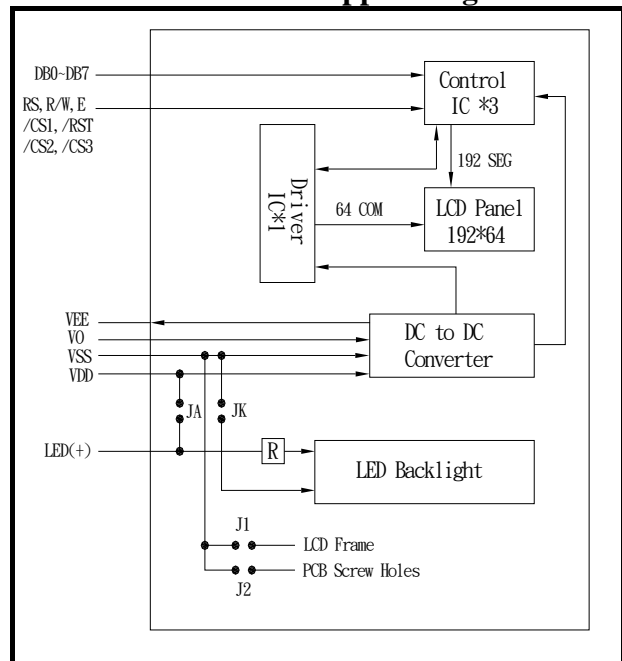 DB0~DB7
RS, R/W, E
/CS1, /RST
/CS2, /CS3
Control
IC *3
192 SEG
Driver
IC*1
64 COM
LCD Panel
192*64
VEE
VO
VSS
VDD
DC to DC
Converter
JA
JK
LED(+)
R
LED Backlight
J1
LCD Frame
PCB Screw Holes
J2